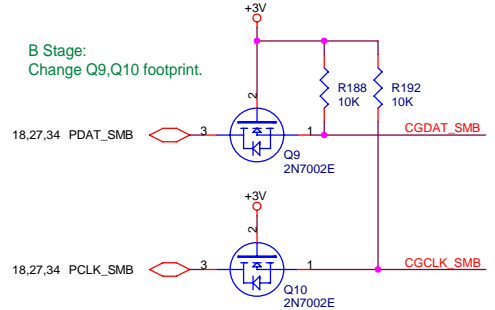 +3V
B Stage:
Change Q9,Q10 footprint.
R188
10K
R192
10K
2
18,27,34 PDAT_SMB
3
1
CGDAT_SMB
Q9
2N7002E
+3V
2
18,27,34 PCLK_SMB
3
1
CGCLK_SMB
Q10
2N7002E